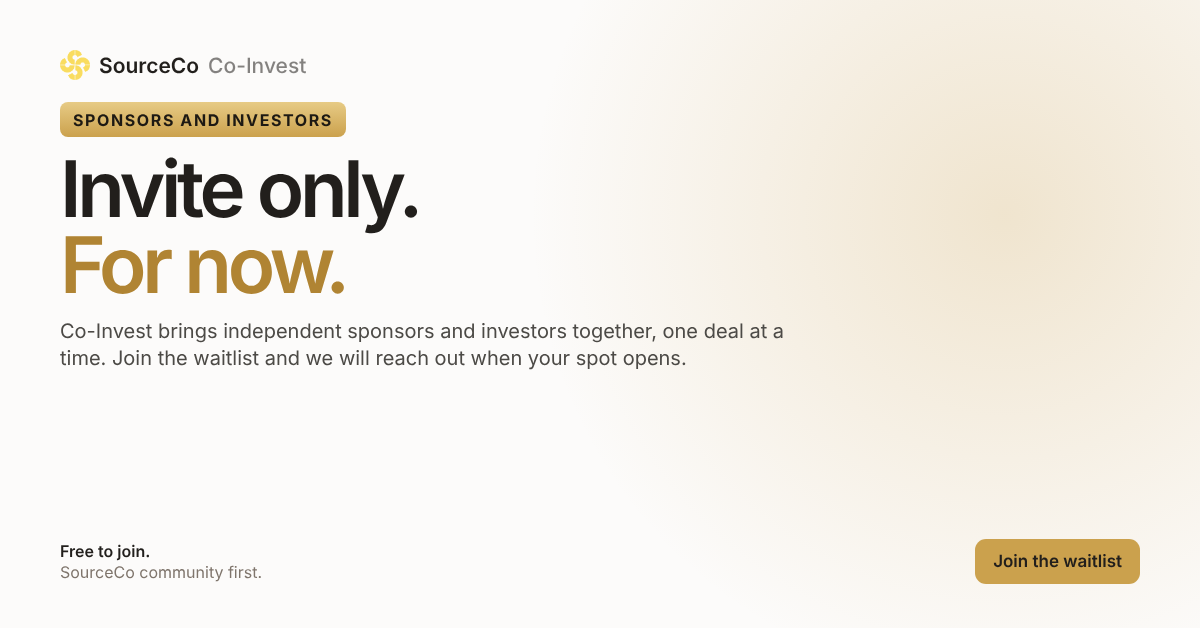 SourceCo Co-Invest
SPONSORS AND INVESTORS
Invite only.
For now.
Co-Invest brings independent sponsors and investors together, one deal at a
time. Join the waitlist and we will reach out when your spot opens.
Free to join.
SourceCo community first.
Join the waitlist